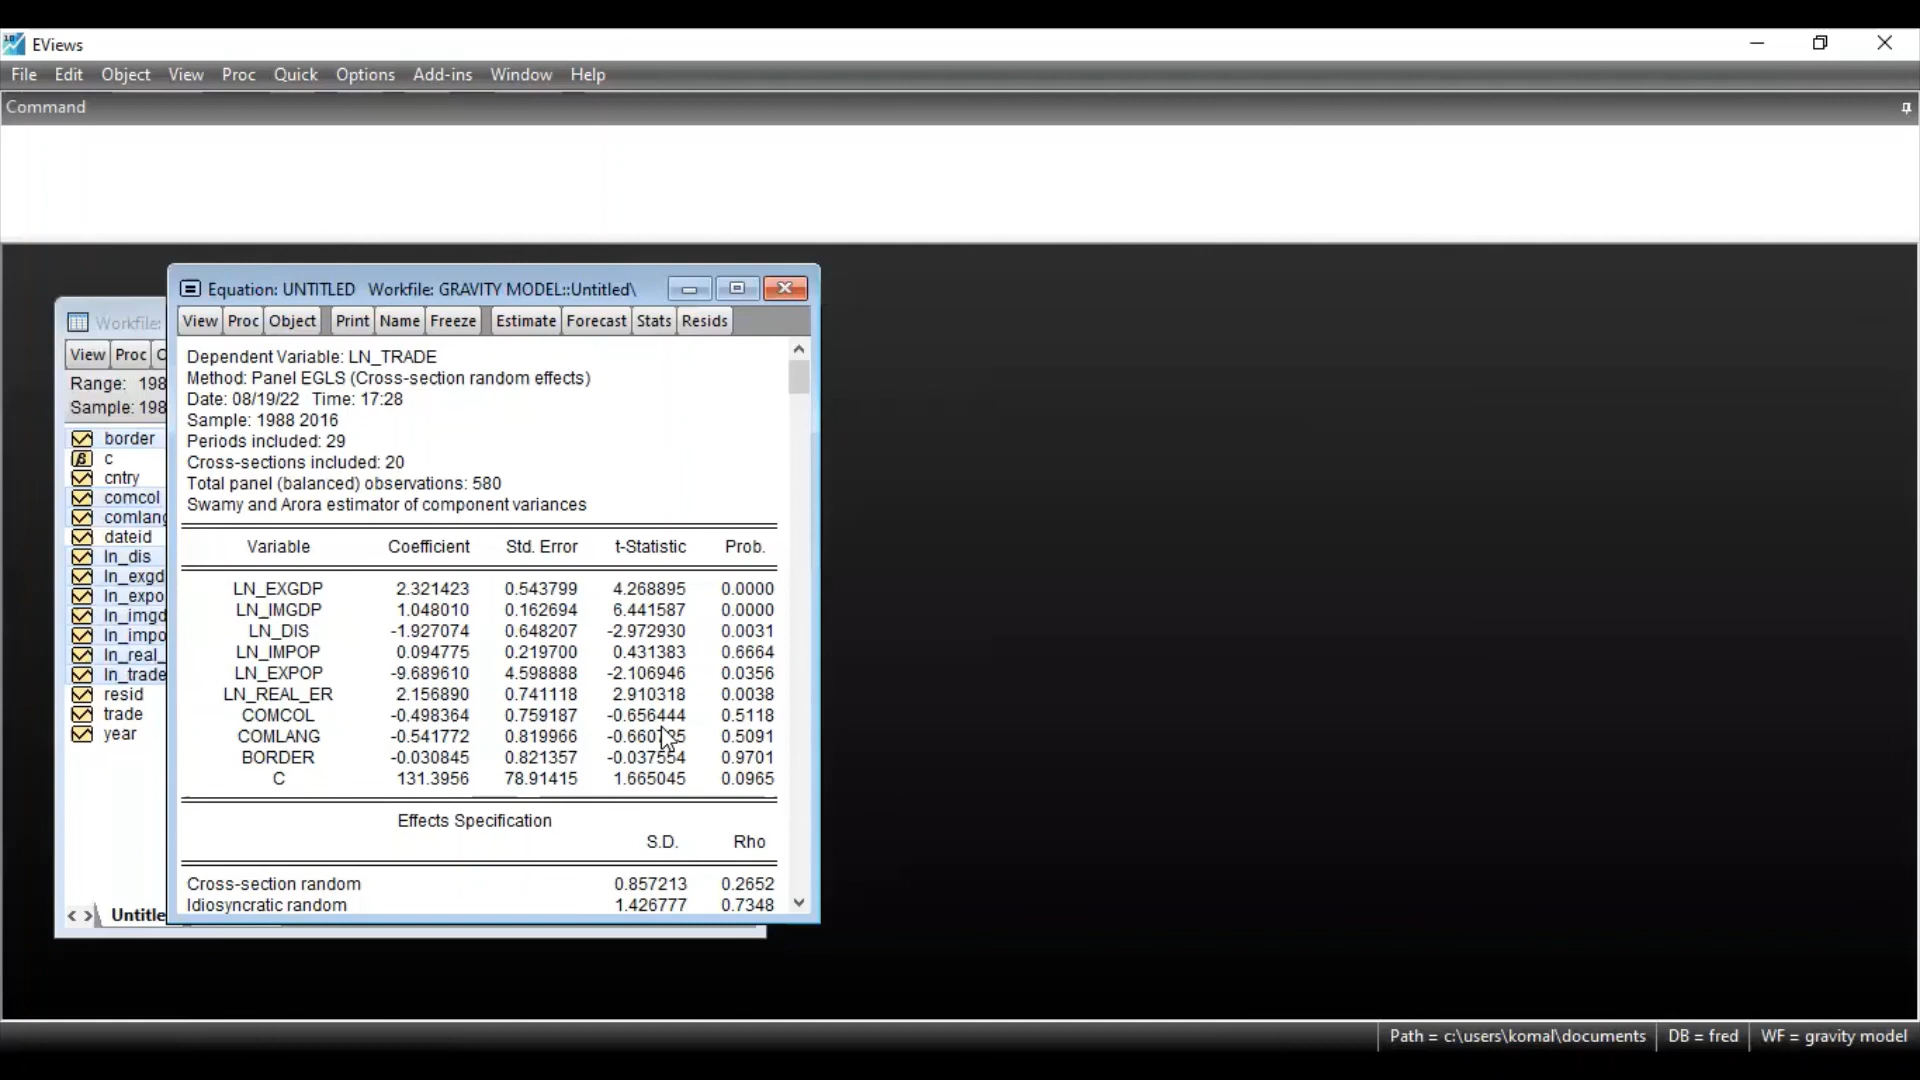 EViews
File Edit Object View Proc Quick Options Add-ins Window Help
Command
Equation: UNTITLED Workfile: GRAVITY MODEL::Untitled\
View Proc Object Print Name Freeze Estimate Forecast Stats Resids
Workfile:
View Proc
Range: 198
Sample: 198
border
c
cntry
comcol
comlang
dateid
ln_dis
ln_exgd
ln_expo
ln_imgd
ln_impo
ln_real_
ln_trade
resid
trade
year
< > Untitle
Dependent Variable: LN_TRADE
Method: Panel EGLS (Cross-section random effects)
Date: 08/19/22 Time: 17:28
Sample: 1988 2016
Periods included: 29
Cross-sections included: 20
Total panel (balanced) observations: 580
Swamy and Arora estimator of component variances
Variable Coefficient Std. Error t-Statistic Prob.
LN_EXGDP 2.321423 0.543799 4.268895 0.0000
LN_IMGDP 1.048010 0.162694 6.441587 0.0000
LN_DIS -1.927074 0.648207 -2.972930 0.0031
LN_IMPOP 0.094775 0.219700 0.431383 0.6664
LN_EXPOP -9.689610 4.598888 -2.106946 0.0356
LN_REAL_ER 2.156890 0.741118 2.910318 0.0038
COMCOL -0.498364 0.759187 -0.656444 0.5118
COMLANG -0.541772 0.819966 0.5091
BORDER -0.030845 0.821357 -0.037554 0.9701
C 131.3956 78.91415 1.665045 0.0965
Effects Specification
S.D. Rho
Cross-section random 0.857213 0.2652
Idiosyncratic random 1.426777 0.7348
Path = c:\users\komal\documents DB = fred WF = gravity model